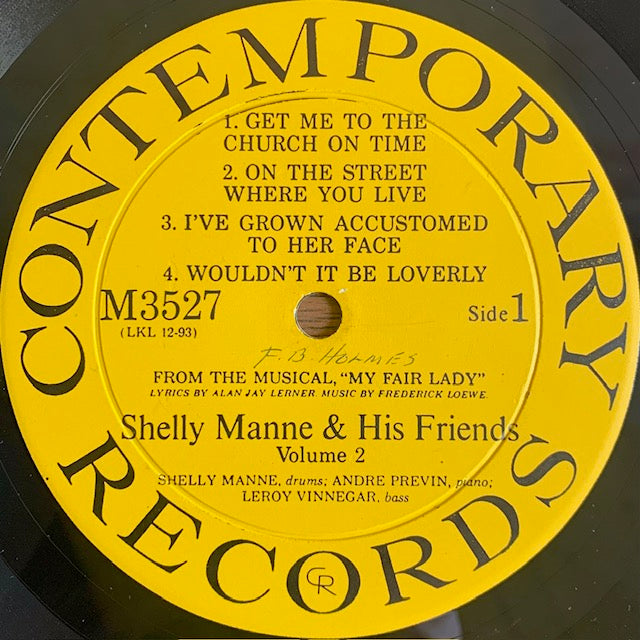 CONTEMPORARY RECORDS
1. GET ME TO THE
CHURCH ON TIME
2. ON THE STREET
WHERE YOU LIVE
3. I'VE GROWN ACCUSTOMED
TO HER FACE
4. WOULDN'T IT BE LOVERLY
M3527
Side 1
(LKL 12-93)
F. B. HOLMES
FROM THE MUSICAL, "MY FAIR LADY"
LYRICS BY ALAN JAY LERNER. MUSIC BY FREDERICK LOEWE.
Shelly Manne & His Friends
Volume 2
SHELLY MANNE, drums; ANDRE PREVIN, piano;
LEROY VINNEGAR, bass
CR